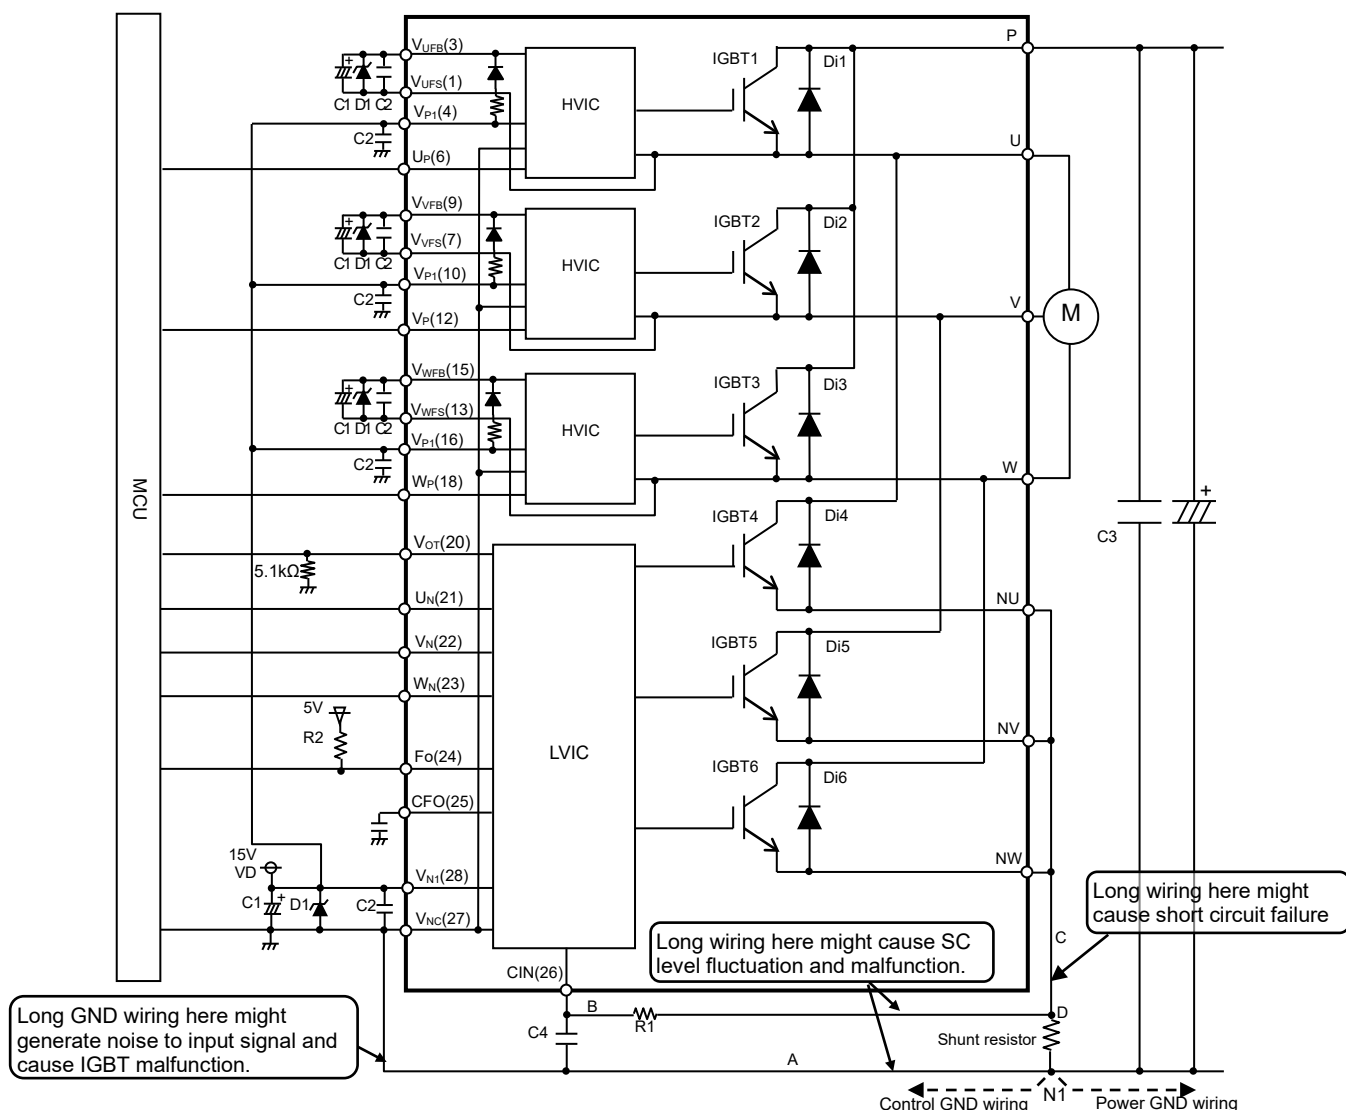 MCU
VUFB(3)
VUFS(1)
VP1(4)
UP(6)
C1 D1 C2
C2
HVIC
IGBT1
Di1
P
U
VVFB(9)
VVFS(7)
VP1(10)
VP(12)
C1 D1 C2
C2
HVIC
IGBT2
Di2
V
M
VWFB(15)
VWFS(13)
VP1(16)
WP(18)
C1 D1 C2
C2
HVIC
IGBT3
Di3
W
C3
+
VOT(20)
5.1kΩ
UN(21)
VN(22)
WN(23)
5V
R2
Fo(24)
CFO(25)
15V
VD
VN1(28)
C1
+
D1
C2
VNC(27)
LVIC
IGBT4
Di4
NU
IGBT5
Di5
NV
IGBT6
Di6
NW
Long wiring here might
cause short circuit failure
C
Long wiring here might cause SC
level fluctuation and malfunction.
CIN(26)
B
R1
D
C4
Shunt resistor
Long GND wiring here might
generate noise to input signal and
cause IGBT malfunction.
A
N1
Control GND wiring
Power GND wiring